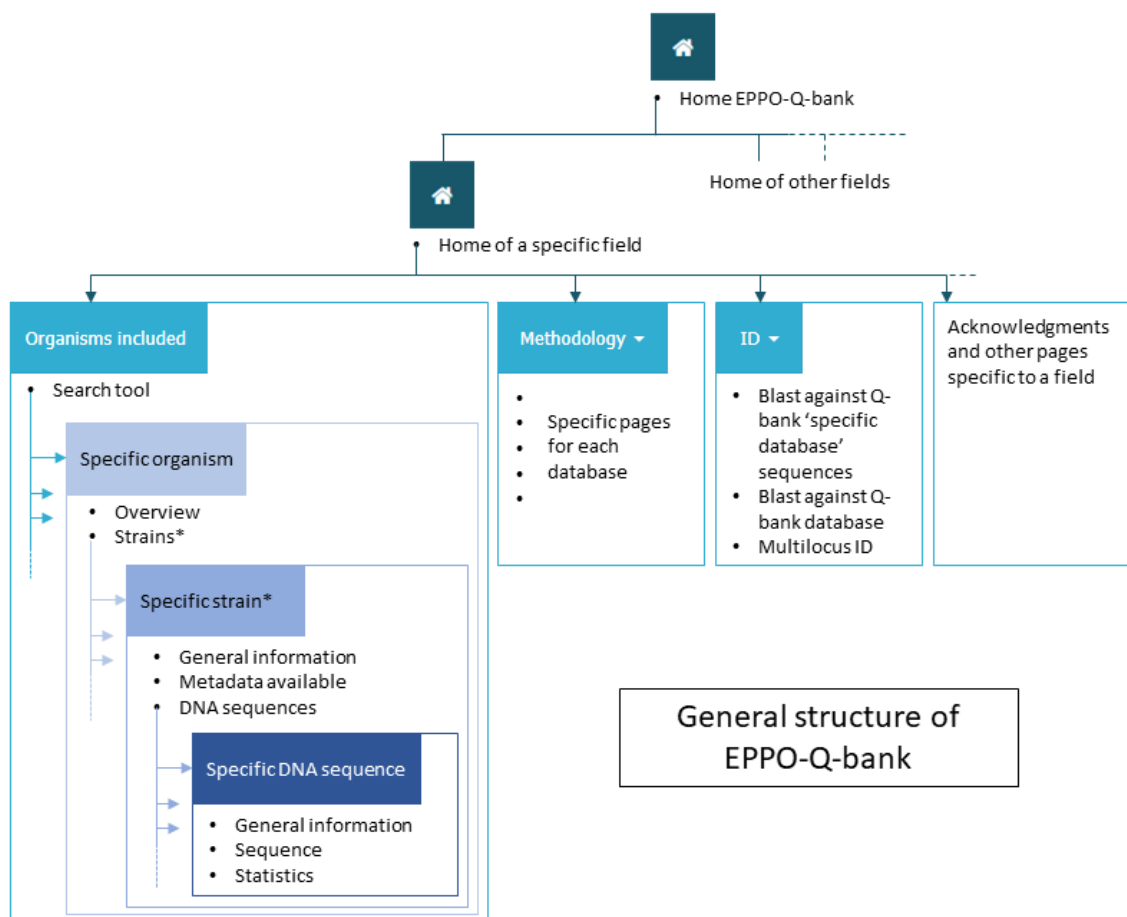 • Home EPPO-Q-bank
Home of other fields
• Home of a specific field
Organisms included
• Search tool
Specific organism
• Overview
• Strains*
Specific strain*
• General information
• Metadata available
• DNA sequences
Specific DNA sequence
• General information
• Sequence
• Statistics
Methodology
•
• Specific pages
• for each
• database
•
ID
• Blast against Q-
bank ‘specific
database’
sequences
• Blast against Q-
bank database
• Multilocus ID
Acknowledgments
and other pages
specific to a field
General structure of
EPPO-Q-bank